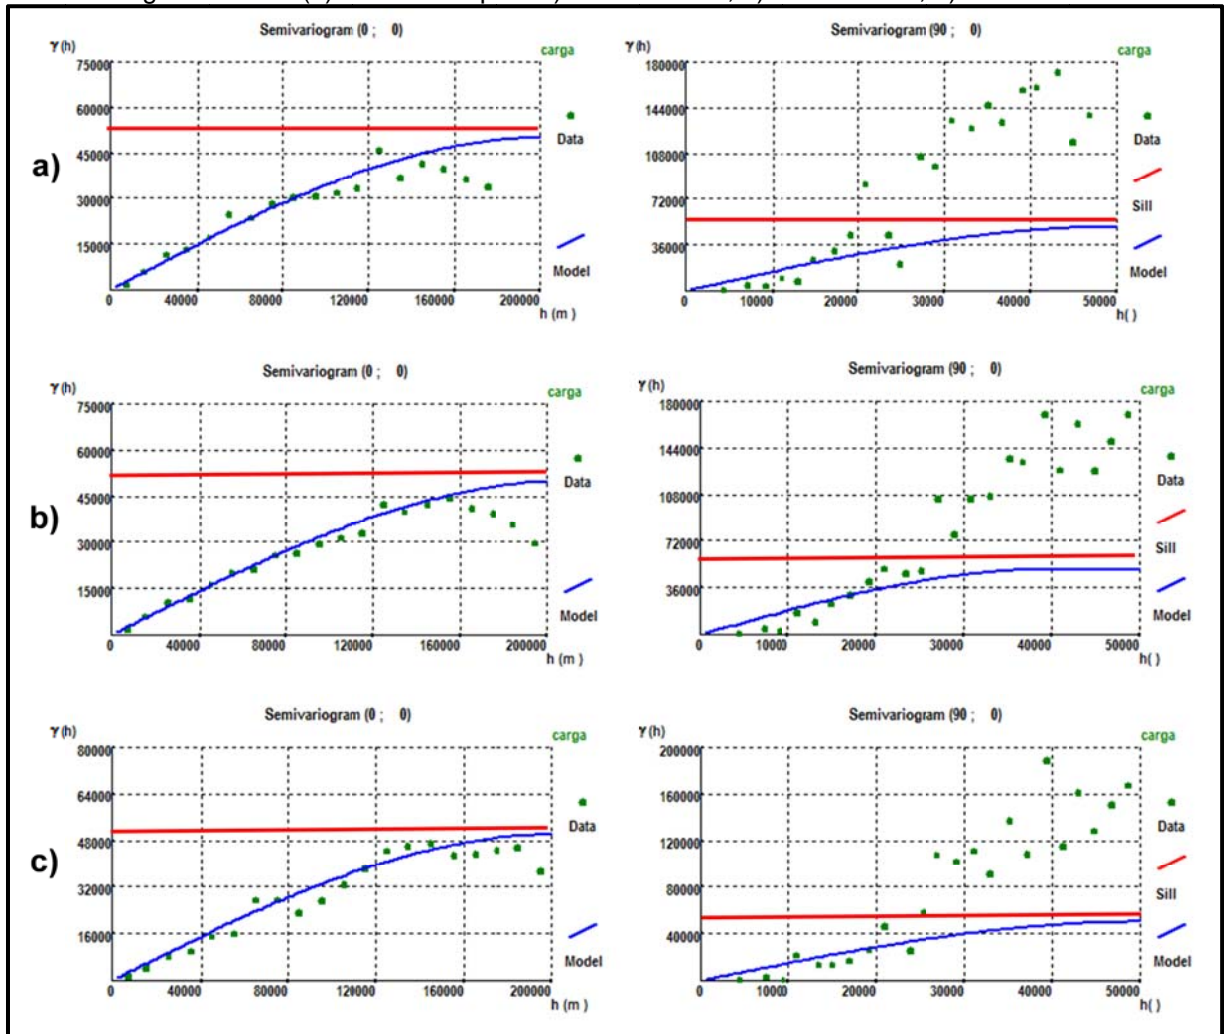 a)
Semivariogram (0 ; 0)
γ(h)
carga
75000
60000
45000
30000
15000
0 40000 80000 120000 160000 200000
h (m )
Data
Model
Semivariogram (90 ; 0)
γ(h)
carga
180000
144000
108000
72000
36000
0 10000 20000 30000 40000 50000
h( )
Data
Sill
Model
b)
Semivariogram (0 ; 0)
γ(h)
carga
75000
60000
45000
30000
15000
0 40000 80000 120000 160000 200000
h (m )
Data
Model
Semivariogram (90 ; 0)
γ(h)
carga
180000
144000
108000
72000
36000
0 10000 20000 30000 40000 50000
h( )
Data
Sill
Model
c)
Semivariogram (0 ; 0)
γ(h)
carga
80000
64000
48000
32000
16000
0 40000 80000 120000 160000 200000
h (m )
Data
Model
Semivariogram (90 ; 0)
γ(h)
carga
200000
160000
120000
80000
40000
0 10000 20000 30000 40000 50000
h( )
Data
Sill
Model